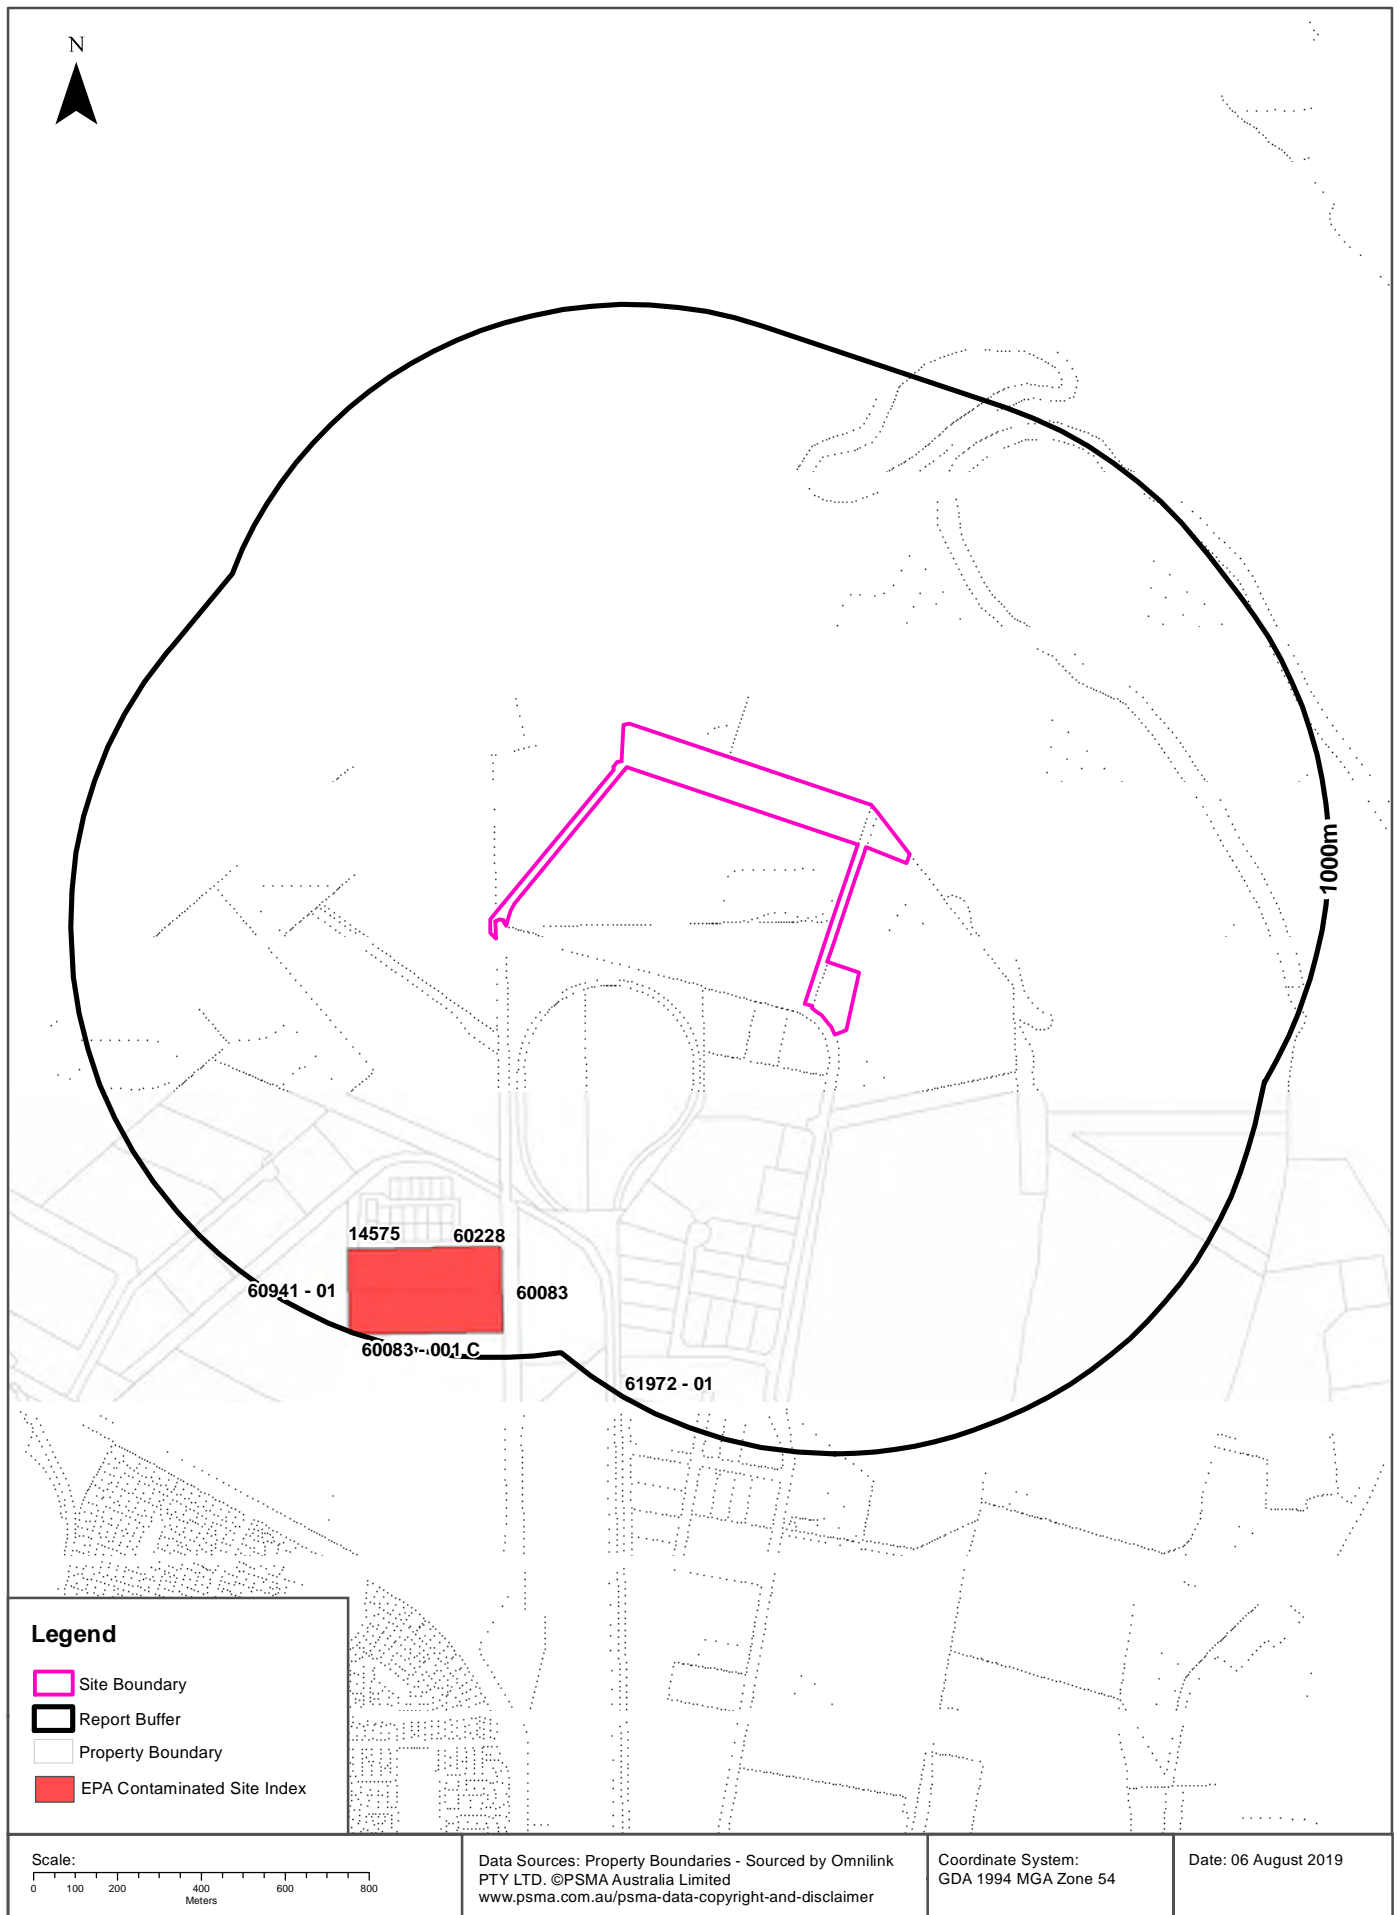 N
1000m
14575
60228
60941 - 01
60083
60083 - 001 C
61972 - 01
Legend
Site Boundary
Report Buffer
Property Boundary
EPA Contaminated Site Index
Scale:
0 100 200 400 600 800
Meters
Data Sources: Property Boundaries - Sourced by Omnilink
PTY LTD. ©PSMA Australia Limited
www.psma.com.au/psma-data-copyright-and-disclaimer
Coordinate System:
GDA 1994 MGA Zone 54
Date: 06 August 2019